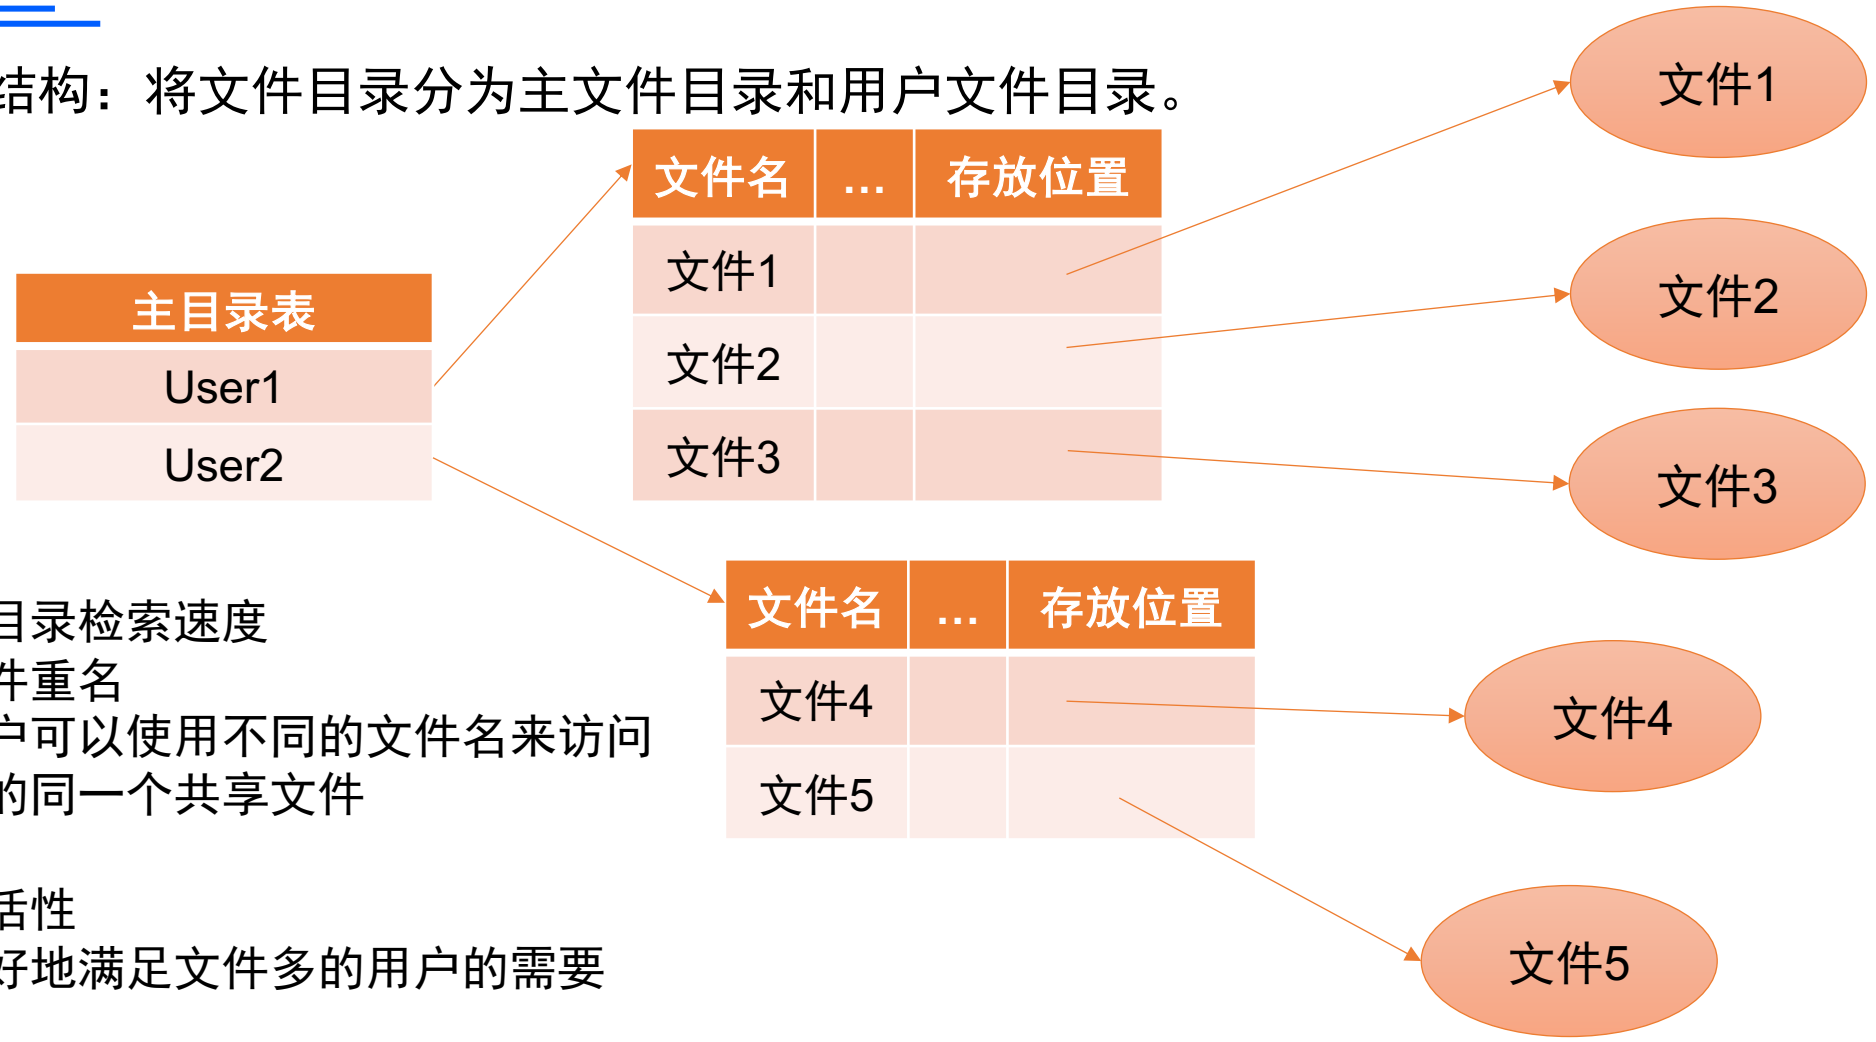 结构：将文件目录分为主文件目录和用户文件目录。
主目录表
User1
User2
文件名 … 存放位置
文件1
文件2
文件3
文件名 … 存放位置
文件4
文件5
文件1
文件2
文件3
文件4
文件5
目录检索速度
件重名
户可以使用不同的文件名来访问
的同一个共享文件
活性
好地满足文件多的用户的需要